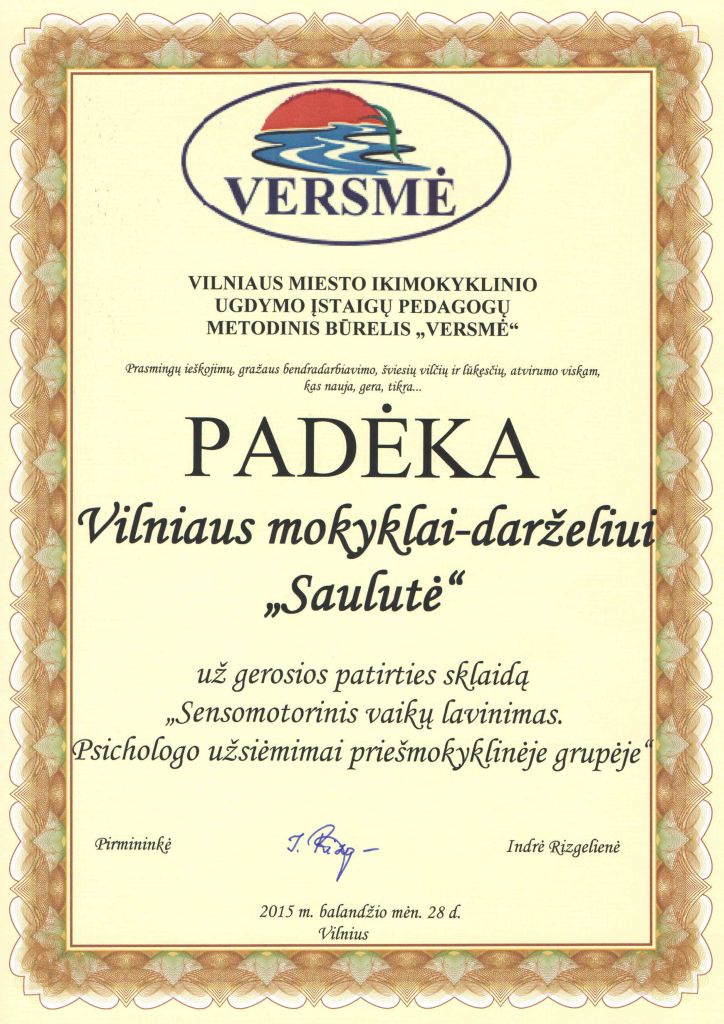 VERSMĖ
VILNIAUS MIESTO IKIMOKYKLINIO
UGDYMO ĮSTAIGŲ PEDAGOGŲ
METODINIS BŪRELIS „VERSMĖ“
Prasmingų ieškojimų, gražaus bendradarbiavimo, šviesių vilčių ir lūkesčių, atvirumo viskam,
kas nauja, gera, tikra...
PADĖKA
Vilniaus mokyklai-darželiui
„Saulutė“
už gerosios patirties sklaidą
„Sensomotorinis vaikų lavinimas.
Psichologo užsiėmimai priešmokyklinėje grupėje“
Pirmininkė
Indrė Rizgelienė
2015 m. balandžio mėn. 28 d.
Vilnius